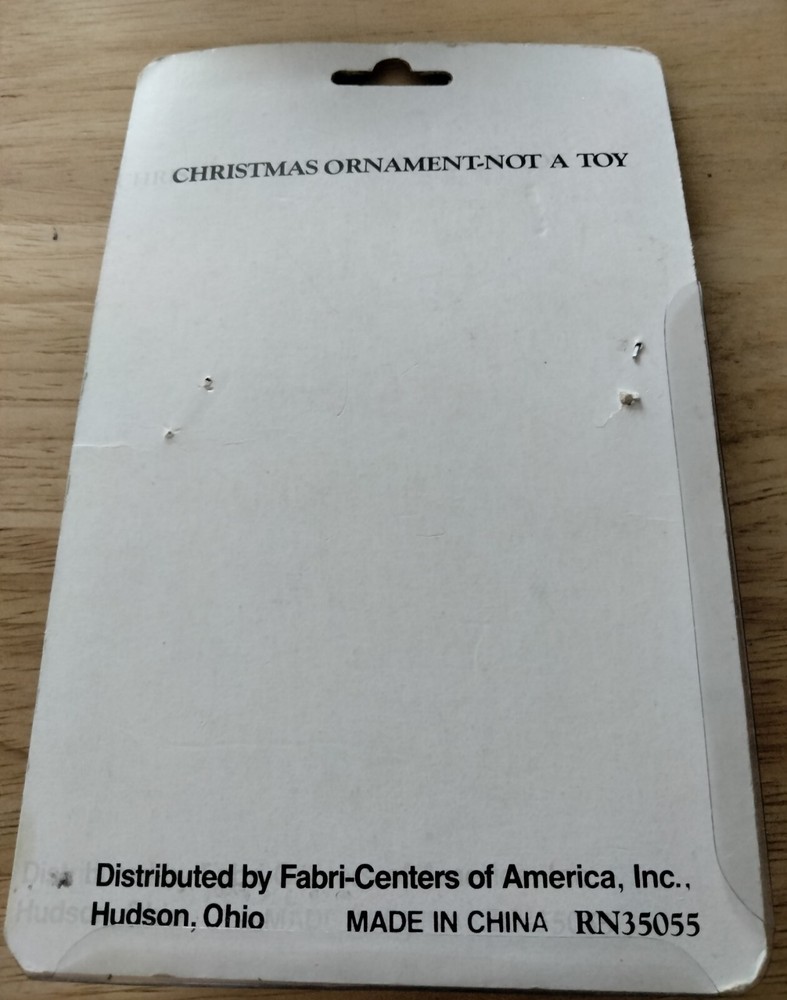 CHRISTMAS ORNAMENT-NOT A TOY
Distributed by Fabri-Centers of America, Inc.,
Hudson, Ohio MADE IN CHINA RN35055